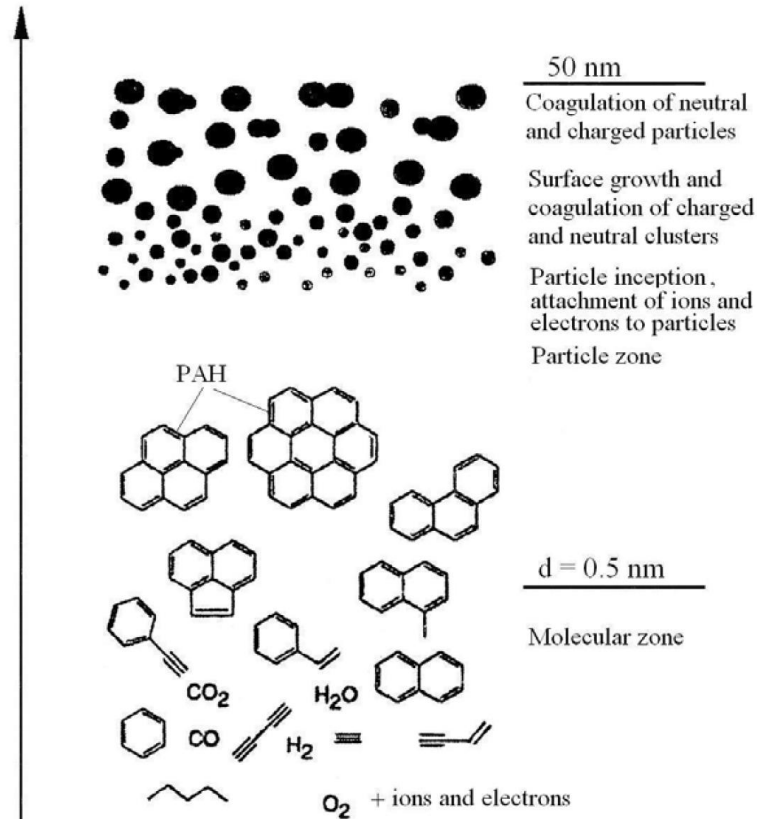 50 nm
Coagulation of neutral
and charged particles
Surface growth and
coagulation of charged
and neutral clusters
Particle inception,
attachment of ions and
electrons to particles
Particle zone
PAH
d = 0.5 nm
Molecular zone
CO₂
H₂O
CO
H₂
O₂ + ions and electrons